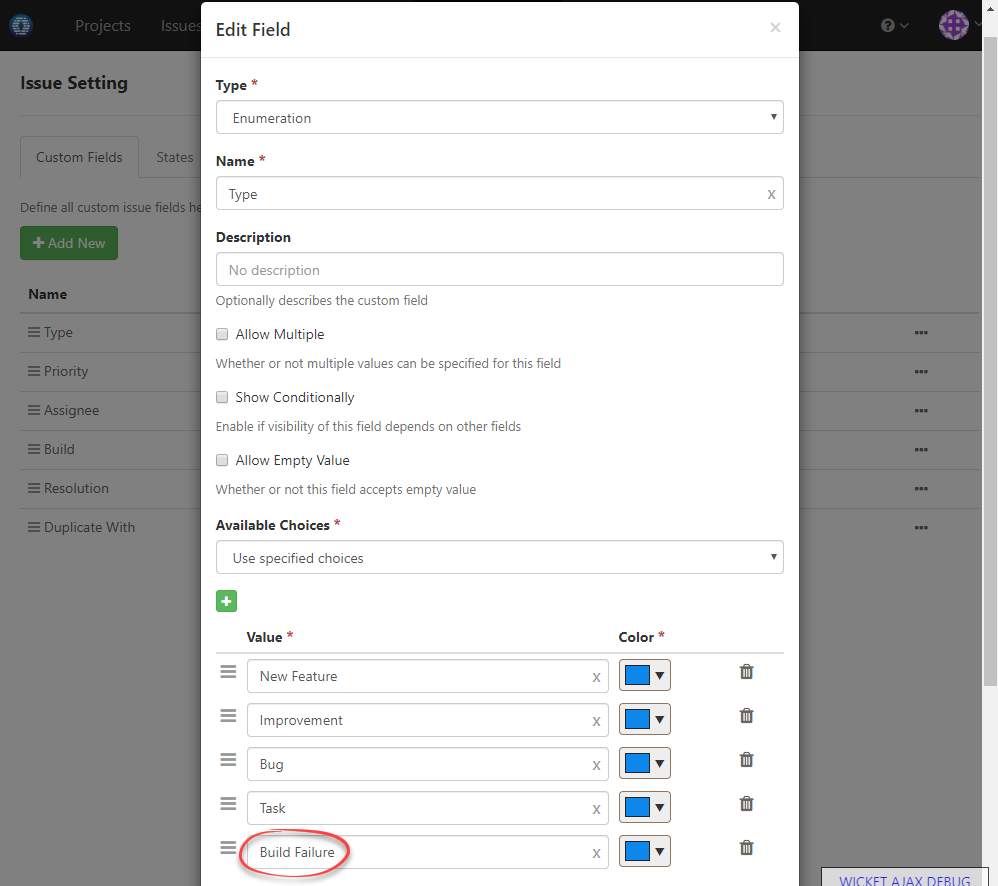 Projects
Issues
Issue Setting
Custom Fields
States
Define all custom issue fields he
Add New
Name
Type
Priority
Assignee
Build
Resolution
Duplicate With
Edit Field
×
Type *
Enumeration
Name *
Type x
Description
No description
Optionally describes the custom field
Allow Multiple
Whether or not multiple values can be specified for this field
Show Conditionally
Enable if visibility of this field depends on other fields
Allow Empty Value
Whether or not this field accepts empty value
Available Choices *
Use specified choices
Value * Color *
New Feature x
Improvement x
Bug x
Task x
Build Failure x
WICKET AJAX DEBUG